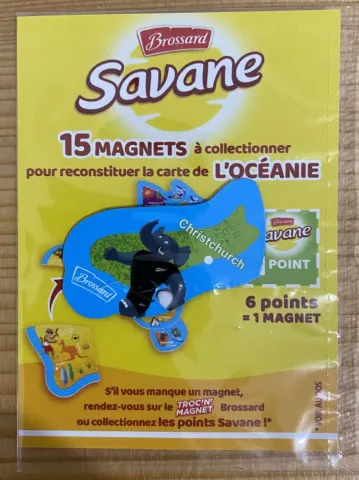 Brossard
Savane
15 MAGNETS à collectionner
pour reconstituer la carte de L'OCÉANIE
Christchurch
Brossard
Brossard
POINT
6 points
= 1 MAGNET
S'il vous manque un magnet,
rendez-vous sur le TROC'N' MAGNET Brossard
ou collectionnez les points Savane !*